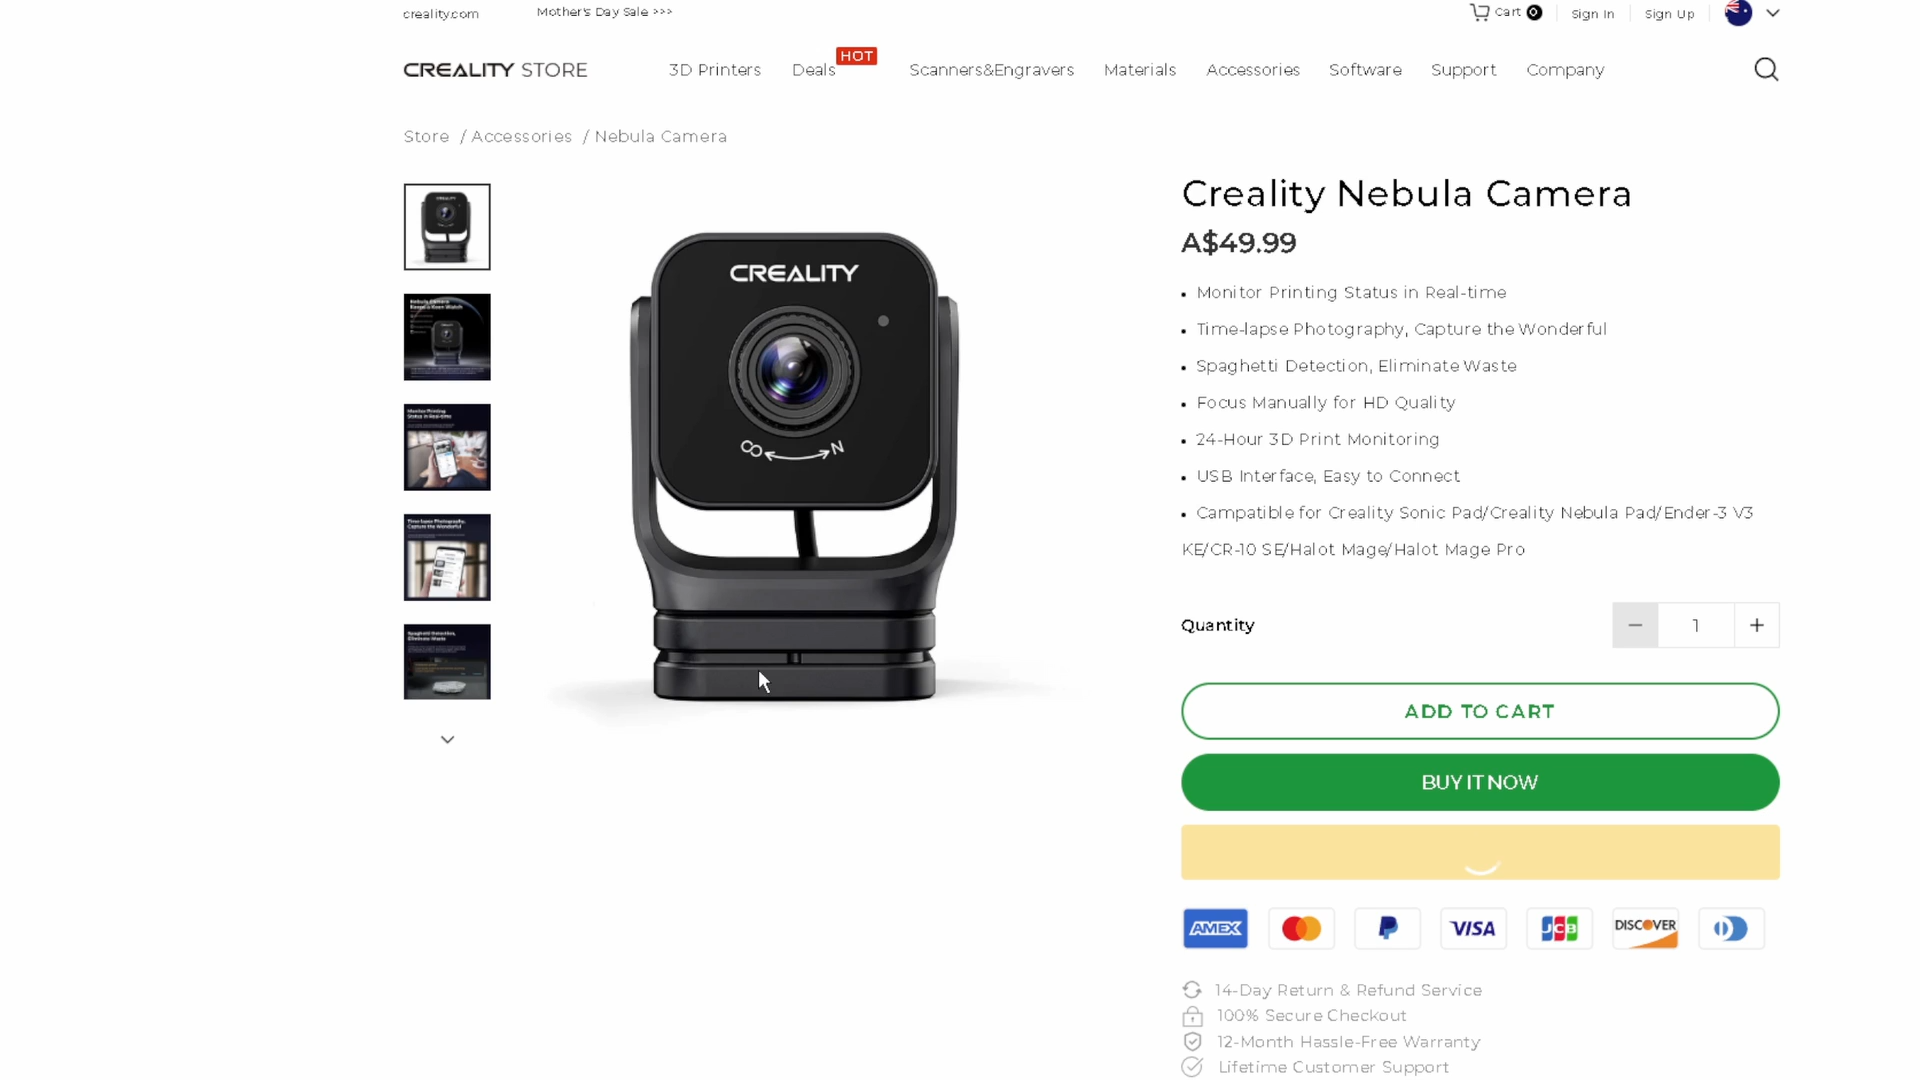 creality.com
Mother's Day Sale >>>
Cart 0
Sign In
Sign Up
CREALITY STORE
3D Printers
Deals
HOT
Scanners&Engravers
Materials
Accessories
Software
Support
Company
Store / Accessories / Nebula Camera
CREALITY
∞ N
Creality Nebula Camera
A$49.99
• Monitor Printing Status in Real-time
• Time-lapse Photography, Capture the Wonderful
• Spaghetti Detection, Eliminate Waste
• Focus Manually for HD Quality
• 24-Hour 3D Print Monitoring
• USB Interface, Easy to Connect
• Campatible for Creality Sonic Pad/Creality Nebula Pad/Ender-3 V3
KE/CR-10 SE/Halot Mage/Halot Mage Pro
Quantity
− 1 +
ADD TO CART
BUY IT NOW
AMEX
VISA
JCB
DISCOVER
14-Day Return & Refund Service
100% Secure Checkout
12-Month Hassle-Free Warranty
Lifetime Customer Support